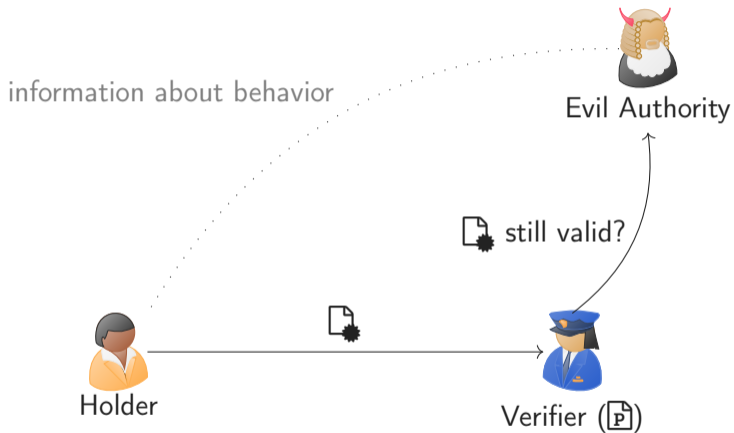 information about behavior
Evil Authority
still valid?
Holder
Verifier (P)